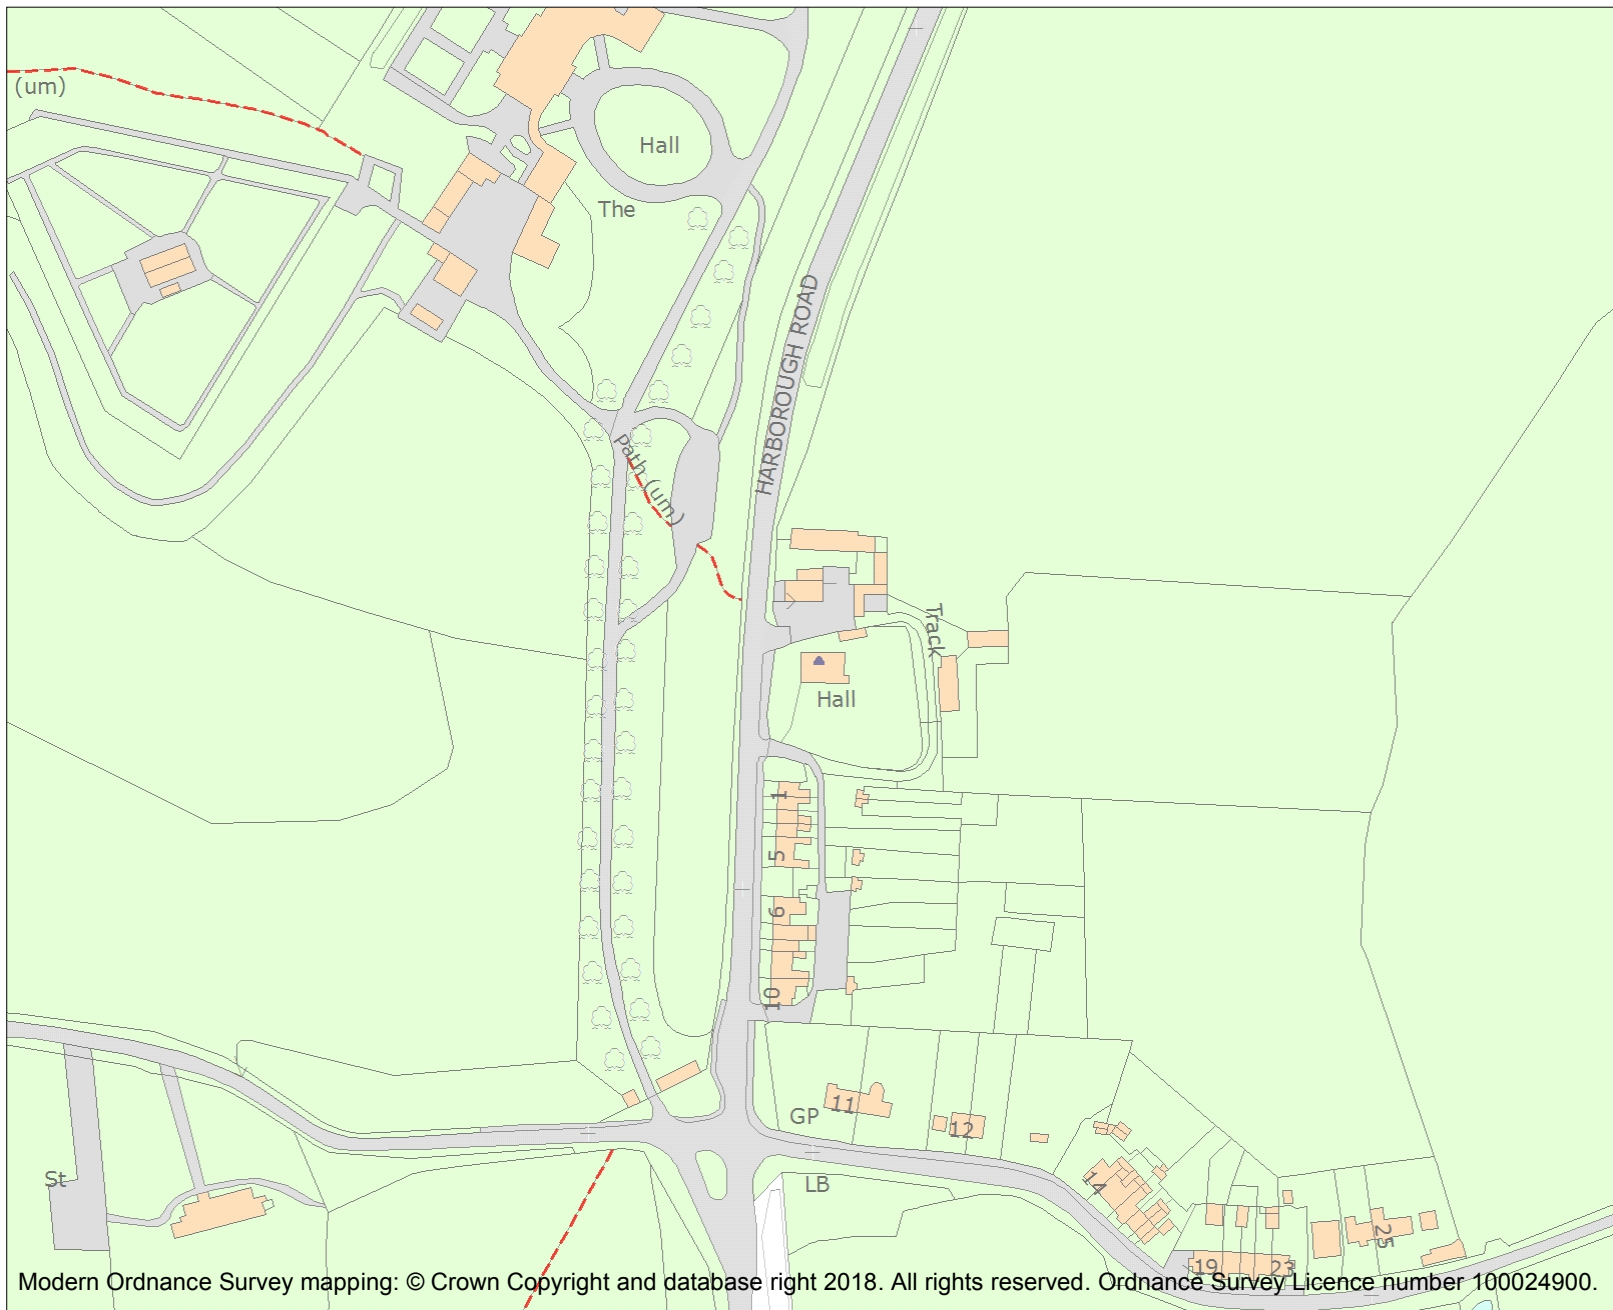 (um)
Hall
The
HARBOROUGH ROAD
Path (um)
Track
Hall
1
5
6
10
GP
11
12
St
LB
14
25
19
23
Modern Ordnance Survey mapping: © Crown Copyright and database right 2018. All rights reserved. Ordnance Survey Licence number 100024900.